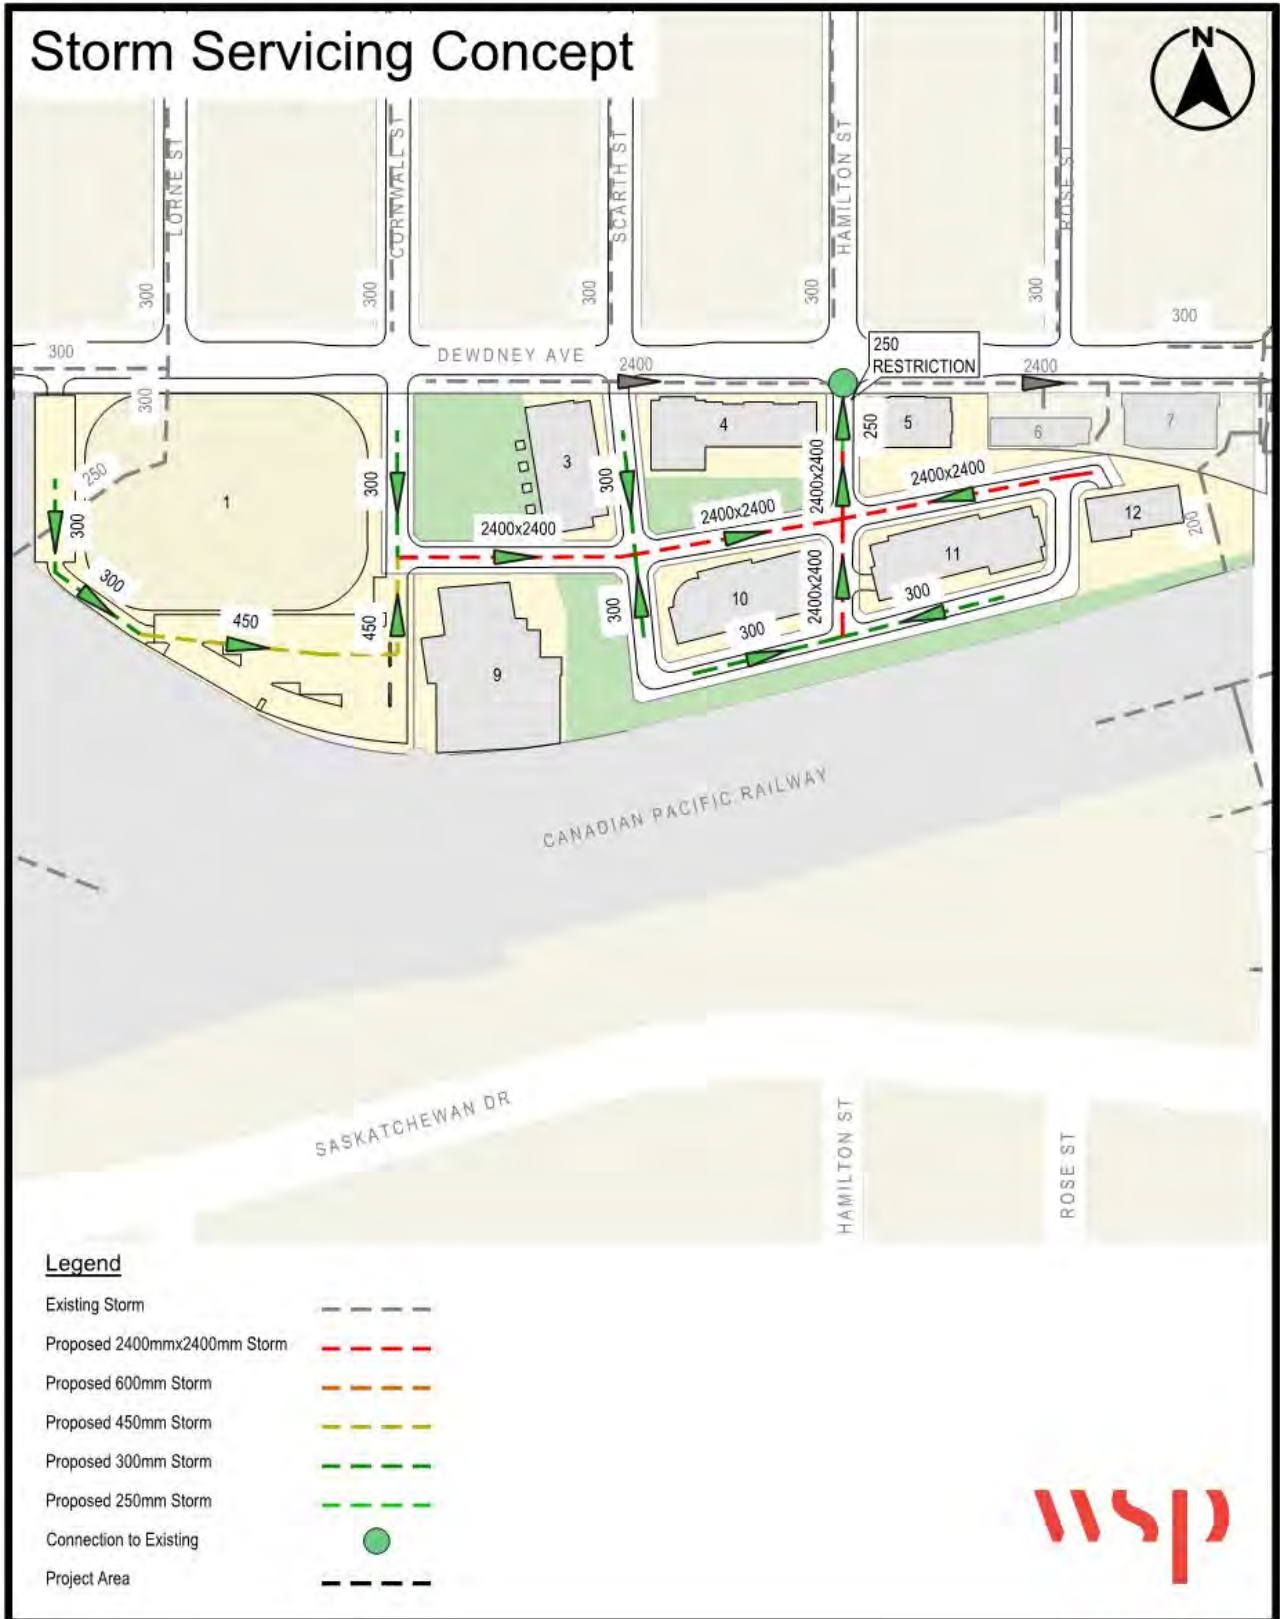 Storm Servicing Concept
N
LORNE ST
CORNWALL ST
SCARTH ST
HAMILTON ST
ROSE ST
300
300
300
300
300
300
300
DEWDNEY AVE
2400
250
RESTRICTION
2400
300
250
300
1
300
3
300
4
250
5
6
7
2400x2400
2400x2400
2400x2400
2400x2400
12
200
11
300
450
450
300
10
2400x2400
300
300
9
CANADIAN PACIFIC RAILWAY
SASKATCHEWAN DR
HAMILTON ST
ROSE ST
Legend
Existing Storm
Proposed 2400mmx2400mm Storm
Proposed 600mm Storm
Proposed 450mm Storm
Proposed 300mm Storm
Proposed 250mm Storm
Connection to Existing
Project Area
wsp